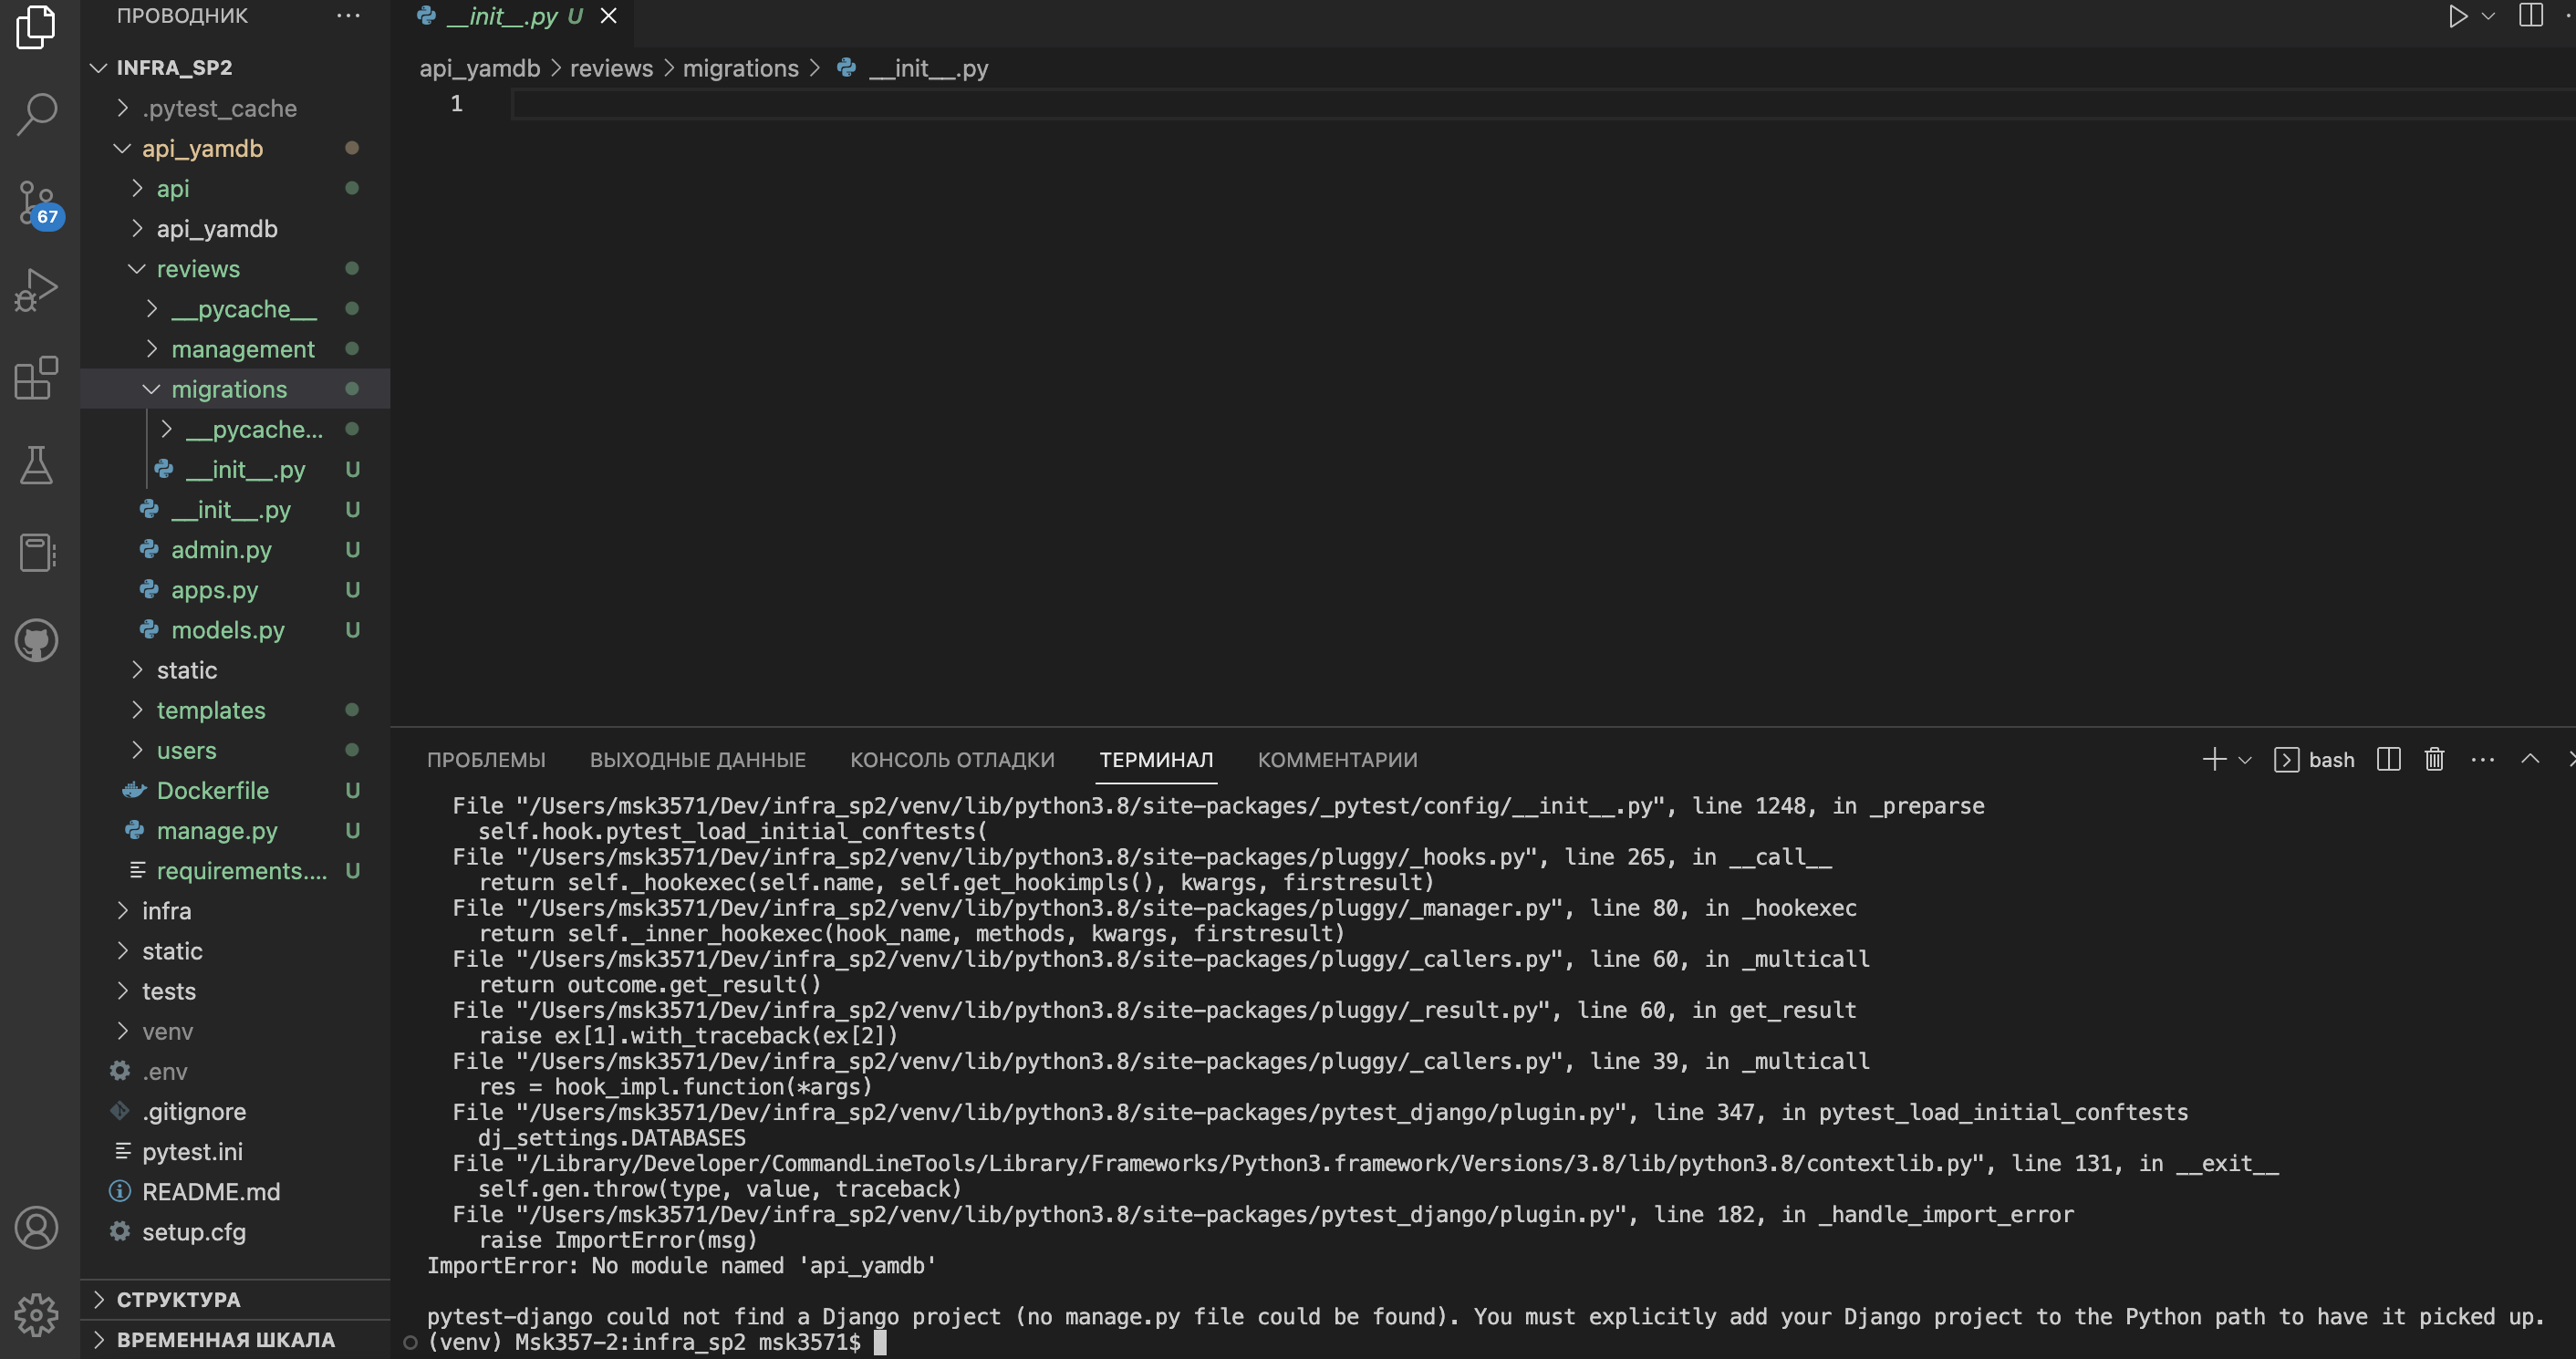 ПРОВОДНИК
INFRA_SP2
.pytest_cache
api_yamdb
api
api_yamdb
reviews
__pycache__
management
migrations
__pycache...
__init__.py U
__init__.py U
admin.py U
apps.py U
models.py U
static
templates
users
Dockerfile U
manage.py U
requirements.... U
infra
static
tests
venv
.env
.gitignore
pytest.ini
README.md
setup.cfg
СТРУКТУРА
ВРЕМЕННАЯ ШКАЛА
67
__init__.py U
api_yamdb > reviews > migrations > __init__.py
1
ПРОБЛЕМЫ ВЫХОДНЫЕ ДАННЫЕ КОНСОЛЬ ОТЛАДКИ ТЕРМИНАЛ КОММЕНТАРИИ bash
File "/Users/msk3571/Dev/infra_sp2/venv/lib/python3.8/site-packages/_pytest/config/__init__.py", line 1248, in _preparse
self.hook.pytest_load_initial_conftests(
File "/Users/msk3571/Dev/infra_sp2/venv/lib/python3.8/site-packages/pluggy/_hooks.py", line 265, in __call__
return self._hookexec(self.name, self.get_hookimpls(), kwargs, firstresult)
File "/Users/msk3571/Dev/infra_sp2/venv/lib/python3.8/site-packages/pluggy/_manager.py", line 80, in _hookexec
return self._inner_hookexec(hook_name, methods, kwargs, firstresult)
File "/Users/msk3571/Dev/infra_sp2/venv/lib/python3.8/site-packages/pluggy/_callers.py", line 60, in _multicall
return outcome.get_result()
File "/Users/msk3571/Dev/infra_sp2/venv/lib/python3.8/site-packages/pluggy/_result.py", line 60, in get_result
raise ex[1].with_traceback(ex[2])
File "/Users/msk3571/Dev/infra_sp2/venv/lib/python3.8/site-packages/pluggy/_callers.py", line 39, in _multicall
res = hook_impl.function(*args)
File "/Users/msk3571/Dev/infra_sp2/venv/lib/python3.8/site-packages/pytest_django/plugin.py", line 347, in pytest_load_initial_conftests
dj_settings.DATABASES
File "/Library/Developer/CommandLineTools/Library/Frameworks/Python3.framework/Versions/3.8/lib/python3.8/contextlib.py", line 131, in __exit__
self.gen.throw(type, value, traceback)
File "/Users/msk3571/Dev/infra_sp2/venv/lib/python3.8/site-packages/pytest_django/plugin.py", line 182, in _handle_import_error
raise ImportError(msg)
ImportError: No module named 'api_yamdb'
pytest-django could not find a Django project (no manage.py file could be found). You must explicitly add your Django project to the Python path to have it picked up.
(venv) Msk357-2:infra_sp2 msk3571$